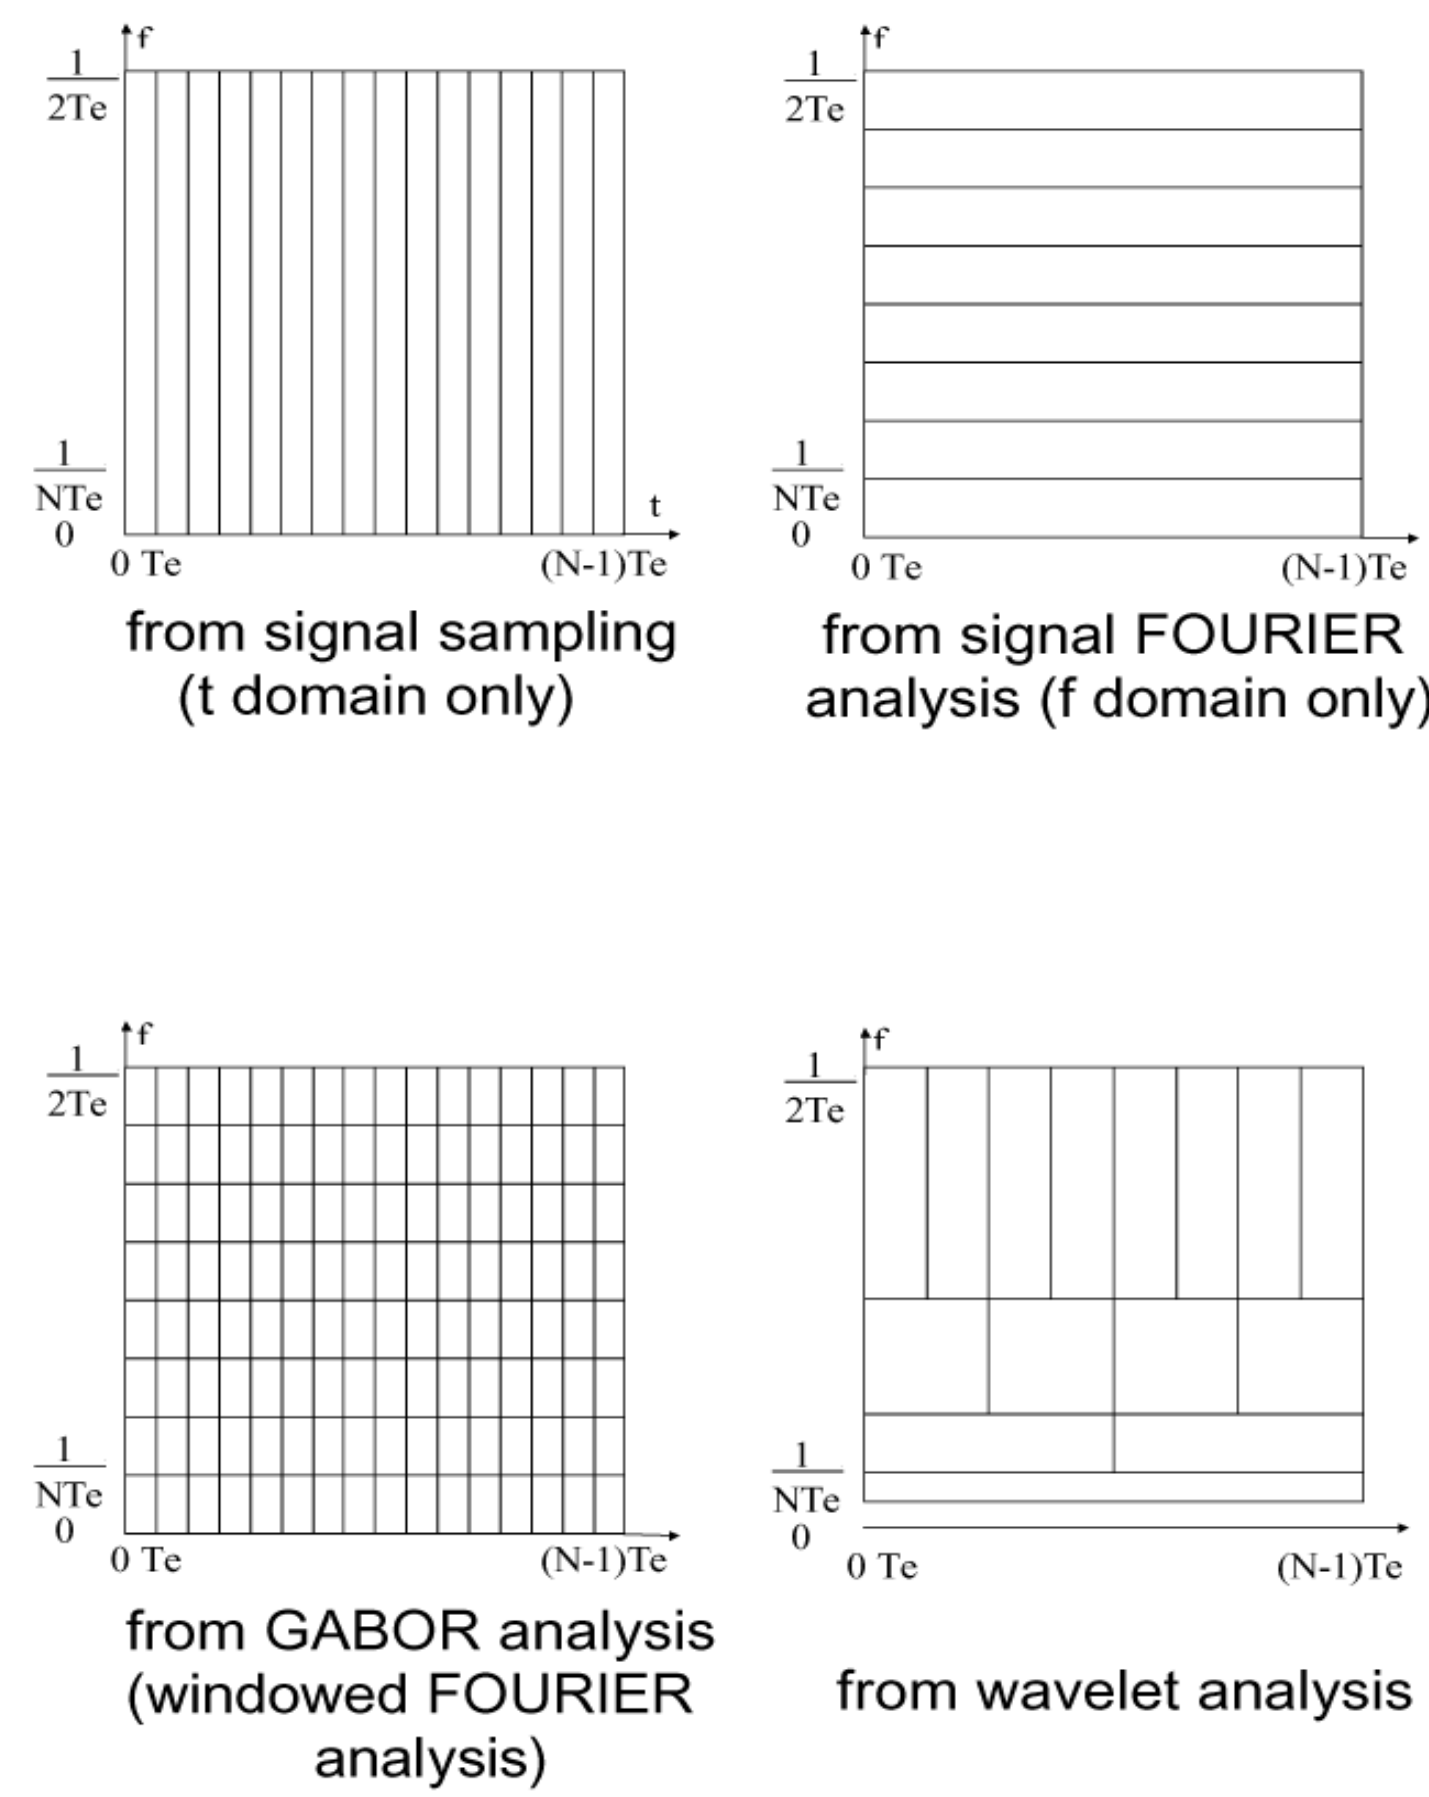 f
1
2Te
1
NTe
0
t
0 Te
(N-1)Te
from signal sampling
(t domain only)
f
1
2Te
1
NTe
0
0 Te
(N-1)Te
from signal FOURIER
analysis (f domain only)
f
1
2Te
1
NTe
0
0 Te
(N-1)Te
from GABOR analysis
(windowed FOURIER
analysis)
f
1
2Te
1
NTe
0
0 Te
(N-1)Te
from wavelet analysis